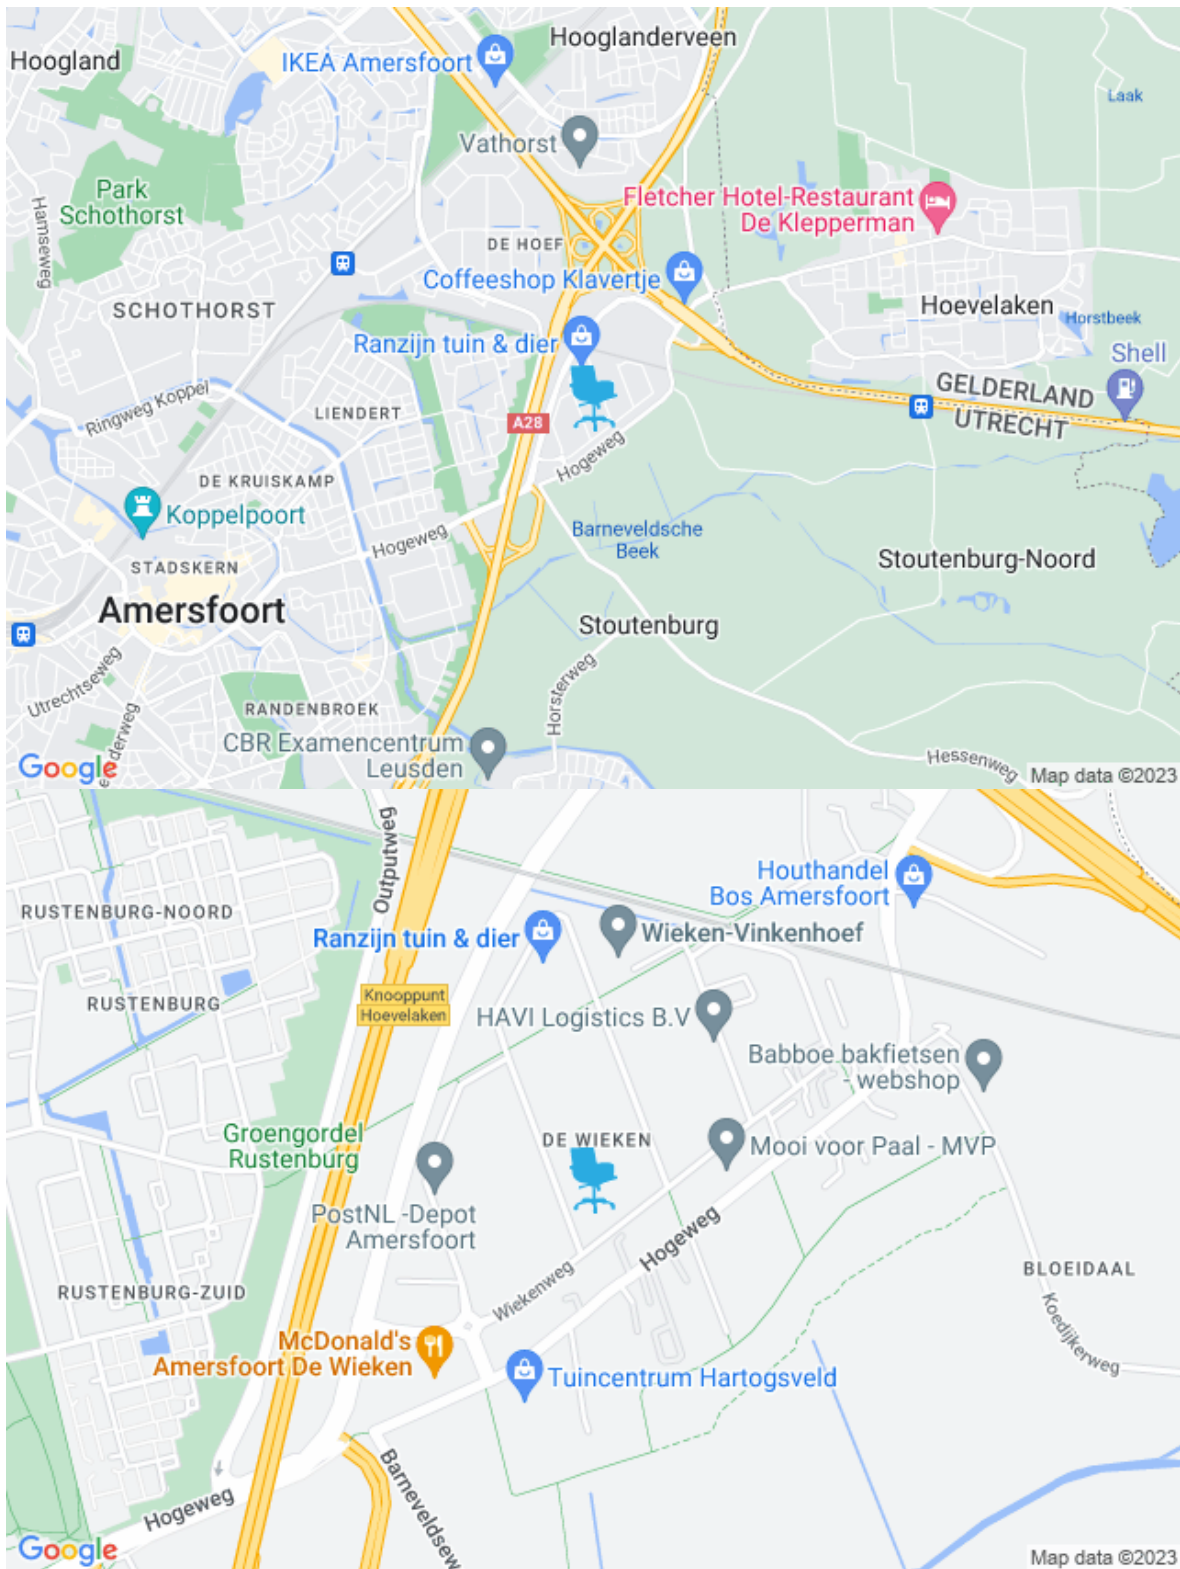 Hoogland
IKEA Amersfoort
Hooglanderveen
Laak
Vathorst
Park
Schothorst
Hamseweg
Fletcher Hotel-Restaurant
De Klepperman
DE HOEF
Coffeeshop Klavertje
SCHOTHORST
Hoevelaken
Horstbeek
Ranzijn tuin & dier
Shell
Ringweg Koppel
LIENDERT
GELDERLAND
UTRECHT
A28
Hogeweg
DE KRUISKAMP
Koppelpoort
Hogeweg
Barneveldsche
Beek
Stoutenburg-Noord
STADSKERN
Amersfoort
Stoutenburg
Utrechtseweg
Horsterweg
RANDENBROEK
CBR Examencentrum
Leusden
Hessenweg
Google
Map data ©2023
Outputweg
Houthandel
Bos Amersfoort
RUSTENBURG-NOORD
Ranzijn tuin & dier
Wieken-Vinkenhoef
RUSTENBURG
Knooppunt
Hoevelaken
HAVI Logistics B.V
Babboe bakfietsen
- webshop
Groengordel
Rustenburg
DE WIEKEN
Mooi voor Paal - MVP
PostNL -Depot
Amersfoort
Hogeweg
Wiekenweg
BLOEIDAAL
RUSTENBURG-ZUID
Koedijkerweg
McDonald's
Amersfoort De Wieken
Tuincentrum Hartogsveld
Hogeweg
Barneveldsew
Google
Map data ©2023